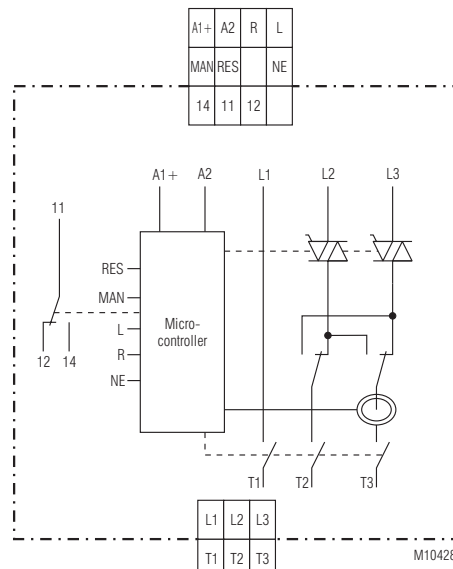 A1+ A2 R L
MAN RES NE
14 11 12
A1+ A2 L1 L2 L3
11
RES
MAN
L
R
NE
Micro-
controller
12 14
T1 T2 T3
L1 L2 L3
T1 T2 T3
M10428